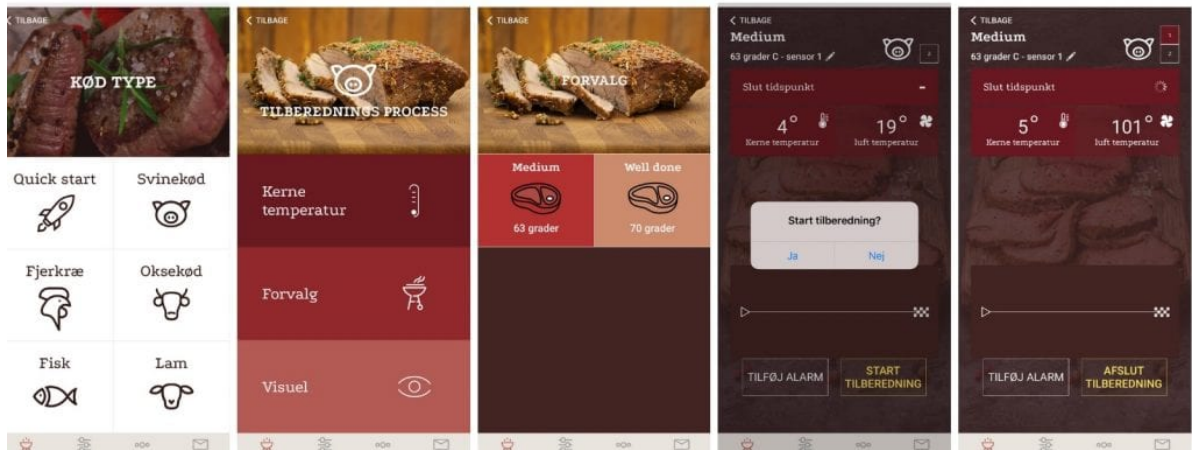 TILBAGE
KØD TYPE
Quick start
Svinekød
Fjerkræ
Oksekød
Fisk
Lam
TILBAGE
TILBEREDNINGS PROCESS
Kerne
temperatur
Forvalg
Visuel
TILBAGE
FORVALG
Medium
Well done
63 grader
70 grader
TILBAGE
Medium
63 grader C - sensor 1
Slut tidspunkt
-
4° 19°
Kerne temperatur
luft temperatur
Start tilberedning?
Ja
Nej
TILFØJ ALARM
START
TILBEREDNING
TILBAGE
Medium
63 grader C - sensor 1
1
2
Slut tidspunkt
5° 101°
Kerne temperatur
luft temperatur
TILFØJ ALARM
AFSLUT
TILBEREDNING